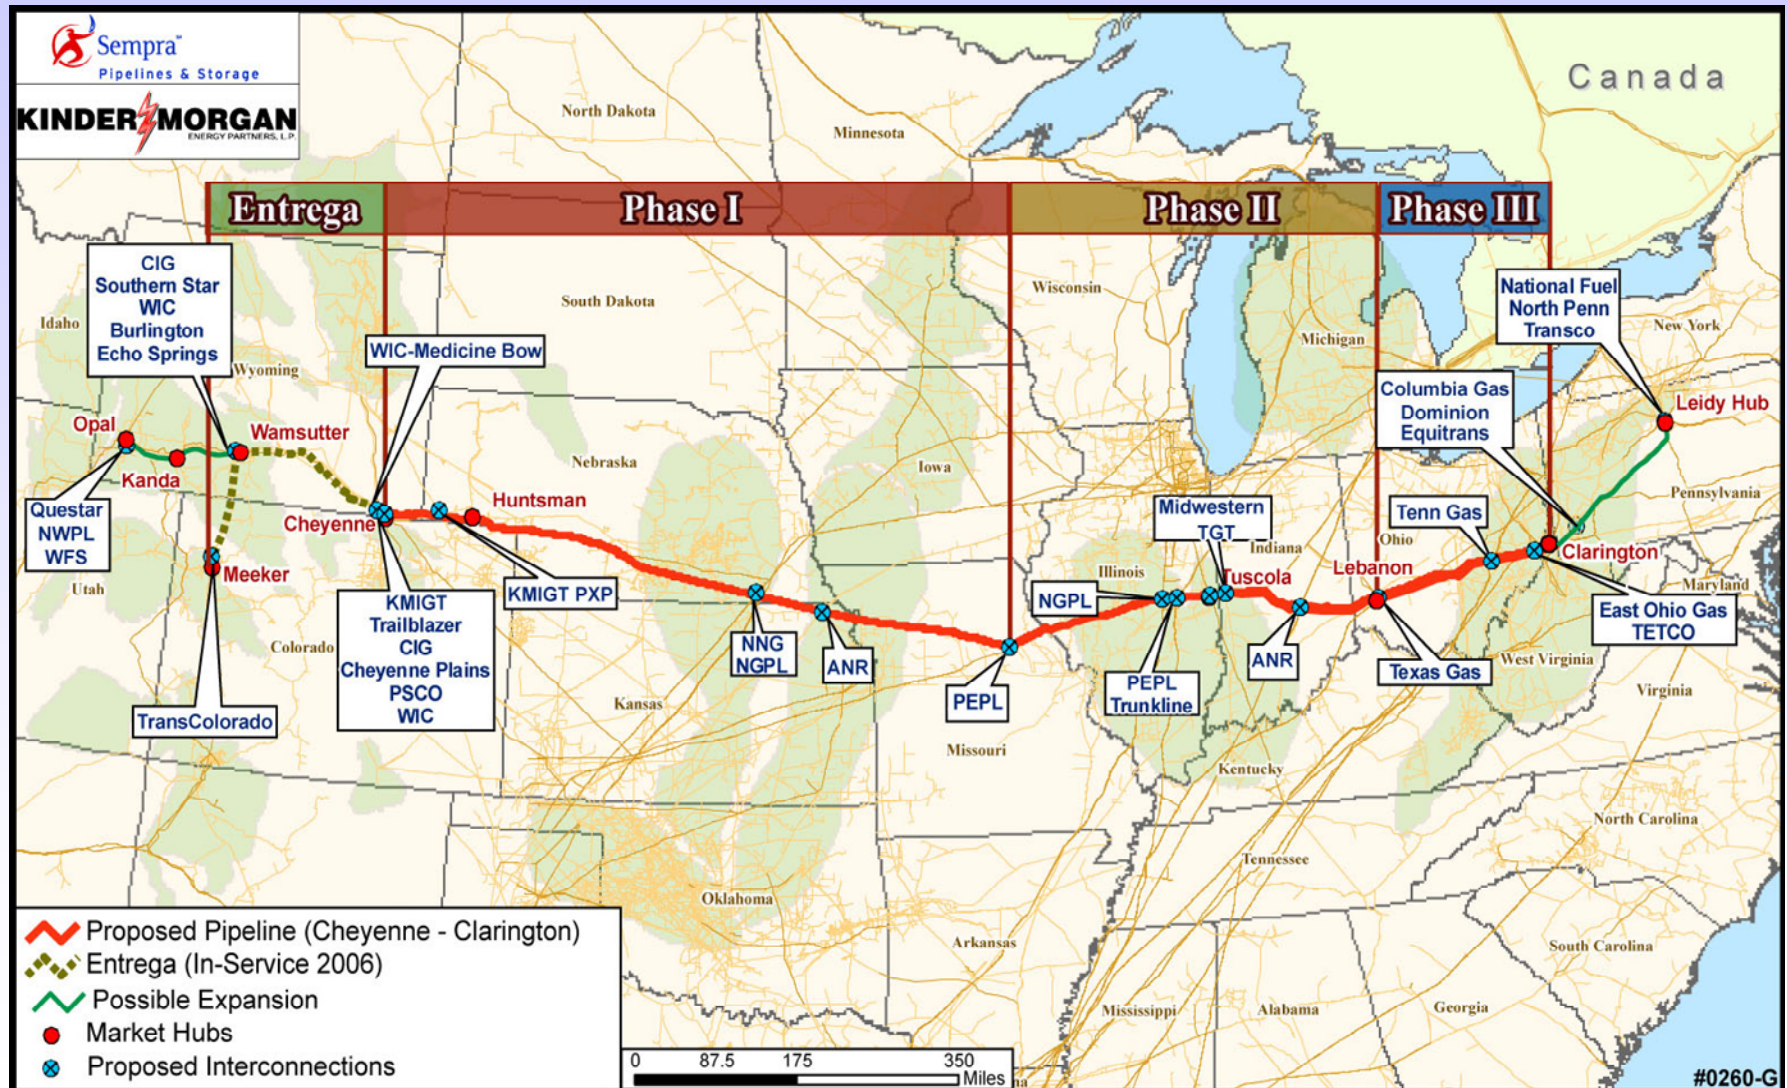 Sempra™
Pipelines & Storage
KINDER MORGAN
ENERGY PARTNERS, L.P.
Canada
North Dakota
Minnesota
Entrega
Phase I
Phase II
Phase III
CIG
Southern Star
WIC
Burlington
Echo Springs
Idaho
South Dakota
Wisconsin
Michigan
National Fuel
North Penn
Transco
New York
WIC-Medicine Bow
Wyoming
Columbia Gas
Dominion
Equitrans
Leidy Hub
Opal
Wamsutter
Kanda
Nebraska
Iowa
Pennsylvania
Questar
NWPL
WFS
Cheyenne
Huntsman
Midwestern
TGT
Tenn Gas
Indiana
Ohio
Clarington
Utah
Meeker
KMIGT PXP
Illinois
Tuscola
Lebanon
Maryland
NGPL
KMIGT
Trailblazer
CIG
Cheyenne Plains
PSCO
WIC
Colorado
East Ohio Gas
TETCO
NNG
NGPL
ANR
ANR
Texas Gas
West Virginia
Virginia
PEPL
Trunkline
PEPL
TransColorado
Kansas
Missouri
Kentucky
North Carolina
Tennessee
Oklahoma
Arkansas
South Carolina
Mississippi
Alabama
Georgia
Proposed Pipeline (Cheyenne - Clarington)
Entrega (In-Service 2006)
Possible Expansion
Market Hubs
Proposed Interconnections
0 87.5 175 350
Miles
#0260-G